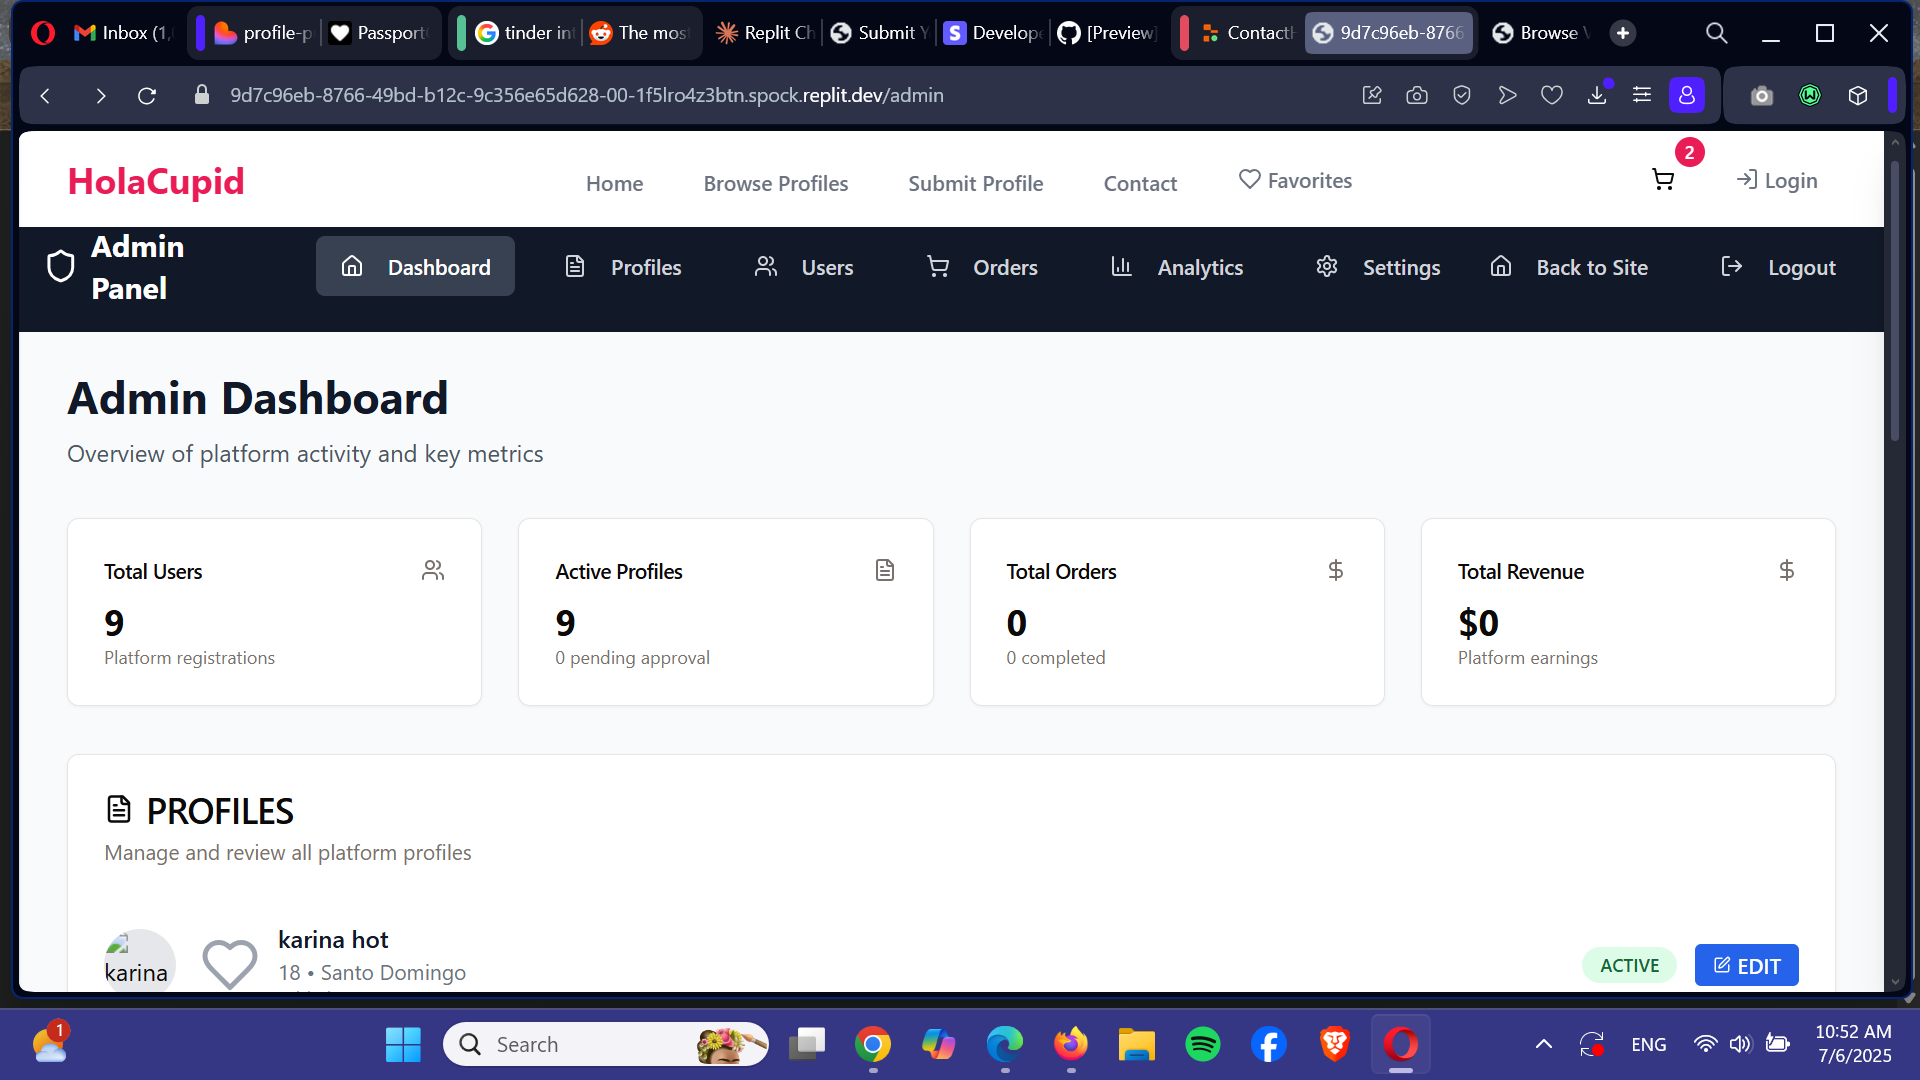 Inbox (1,
profile-p
Passport
tinder in
The mos
Replit Ch
Submit Y
Develope
[Preview]
ContactH
9d7c96eb-8766
Browse V
9d7c96eb-8766-49bd-b12c-9c356e65d628-00-1f5lro4z3btn.spock.replit.dev/admin
HolaCupid
Home
Browse Profiles
Submit Profile
Contact
Favorites
2
Login
Admin Panel
Dashboard
Profiles
Users
Orders
Analytics
Settings
Back to Site
Logout
Admin Dashboard
Overview of platform activity and key metrics
Total Users
9
Platform registrations
Active Profiles
9
0 pending approval
Total Orders
0
0 completed
Total Revenue
$0
Platform earnings
PROFILES
Manage and review all platform profiles
karina
karina hot
18 • Santo Domingo
ACTIVE
EDIT
1
Search
ENG
10:52 AM
7/6/2025